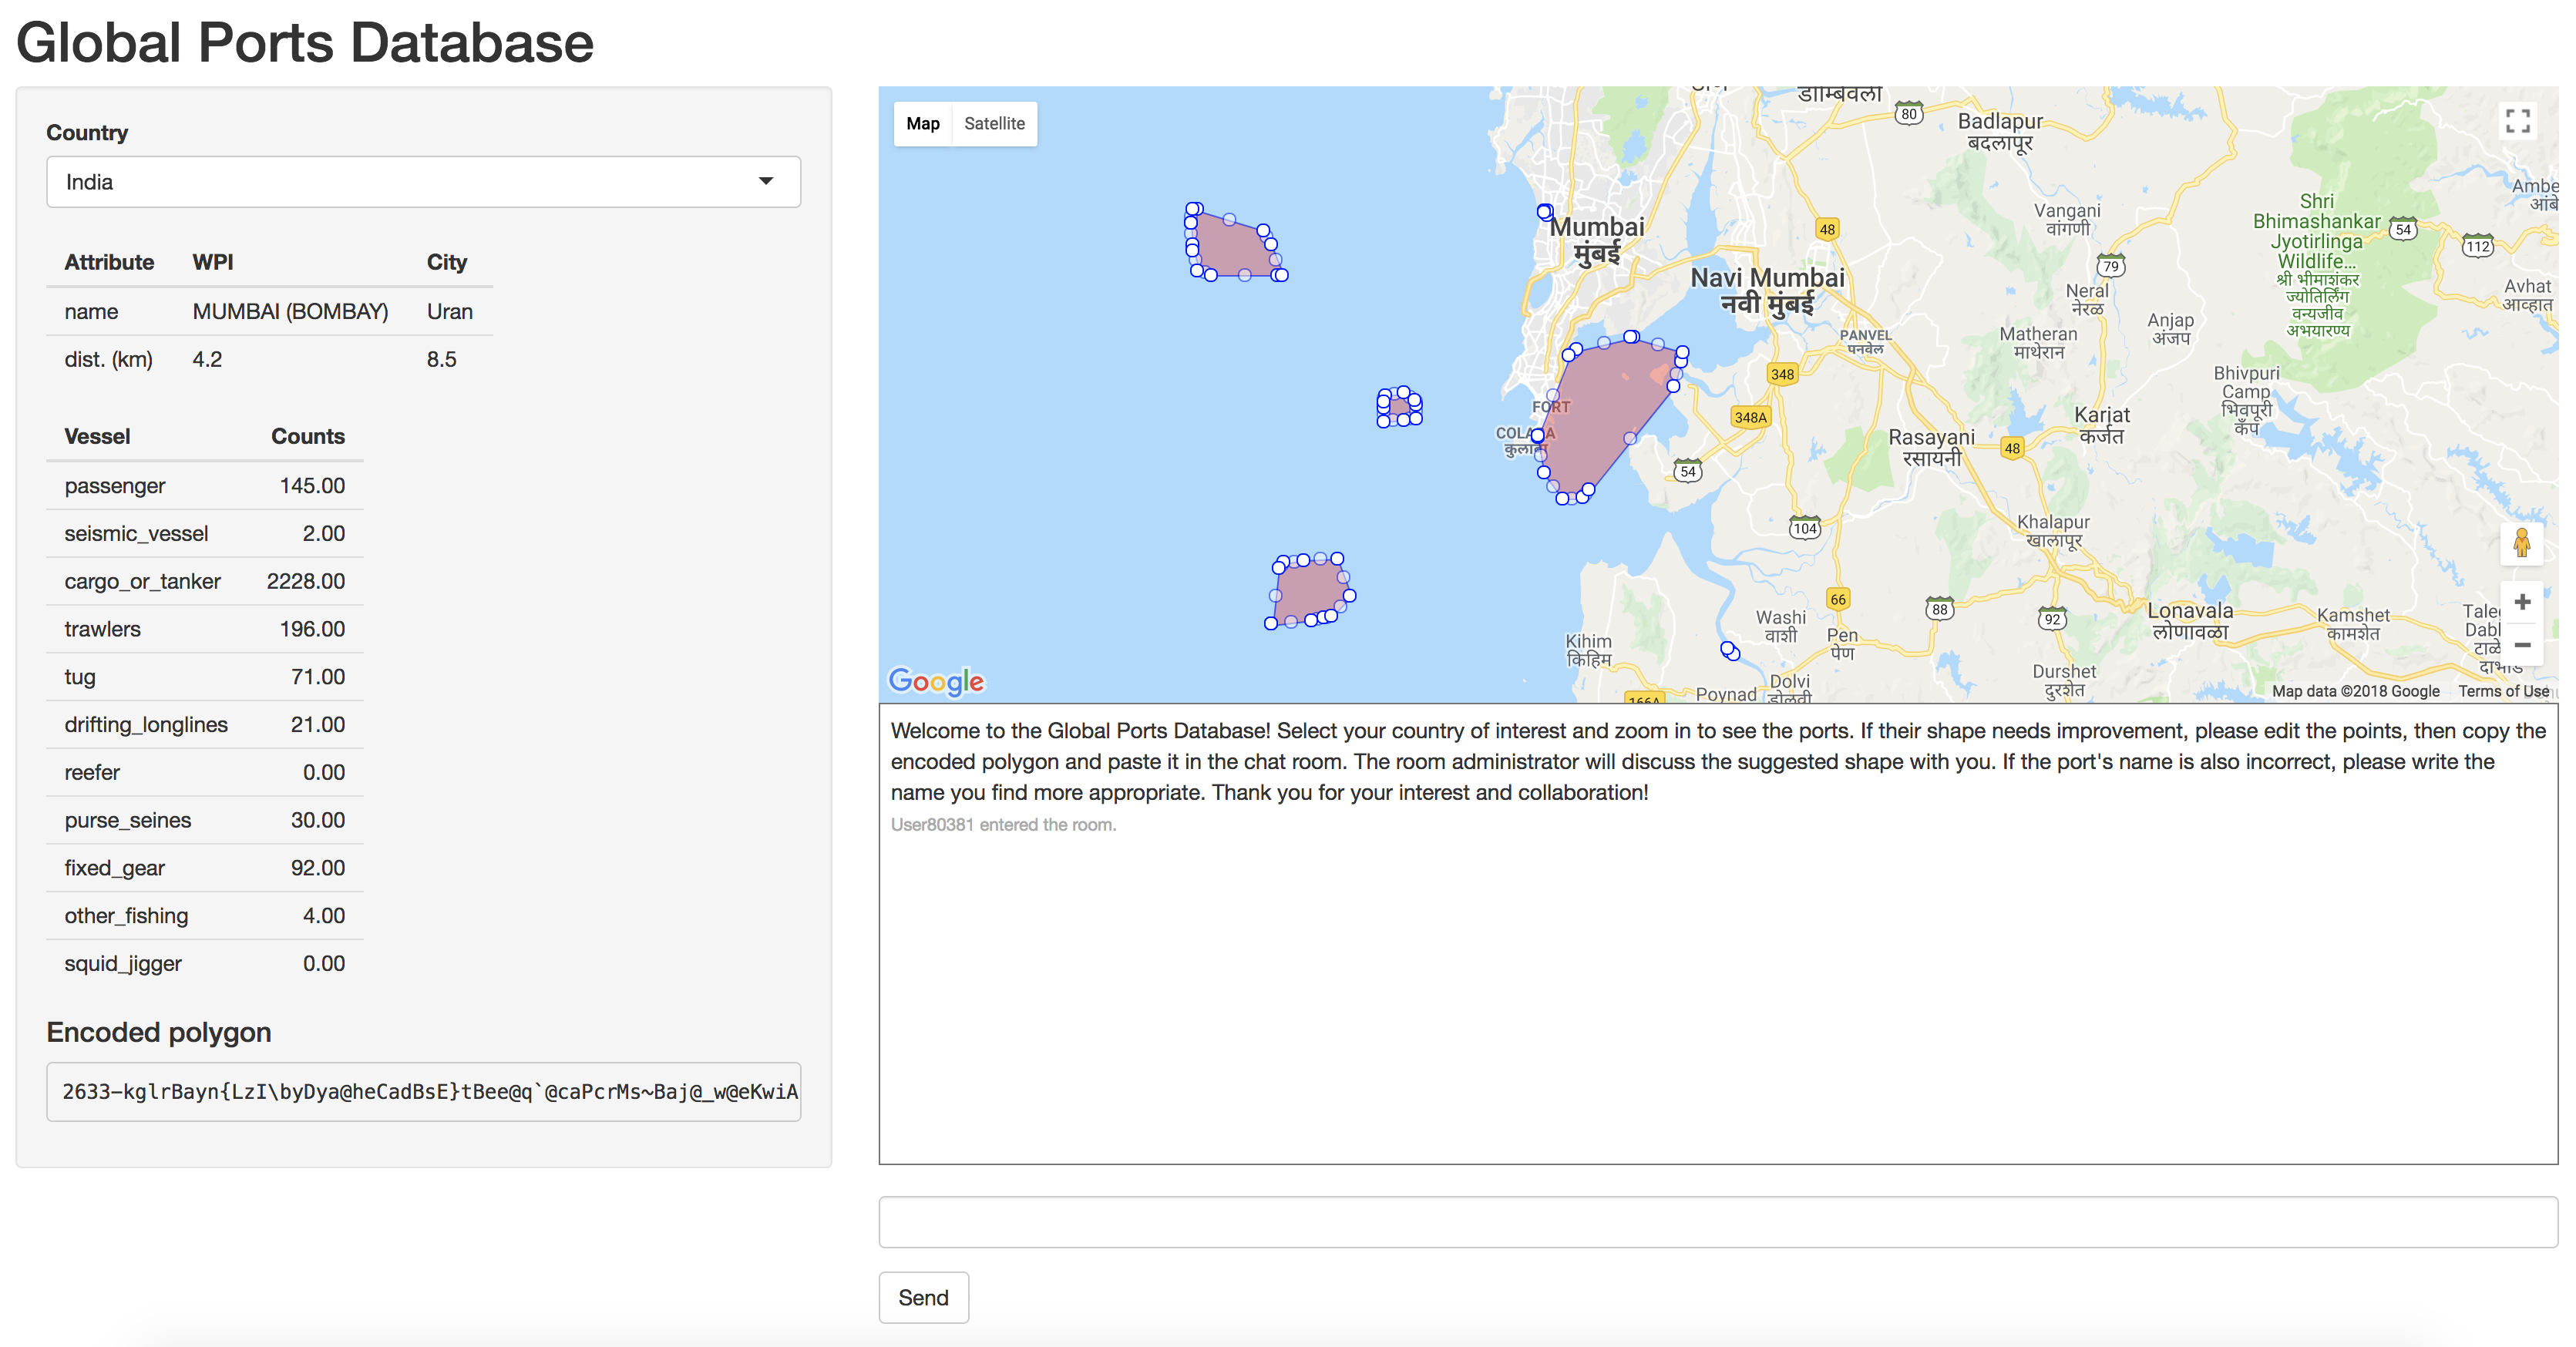 Global Ports Database
Country
India
Attribute WPI City
name MUMBAI (BOMBAY) Uran
dist. (km) 4.2 8.5
Vessel Counts
passenger 145.00
seismic_vessel 2.00
cargo_or_tanker 2228.00
trawlers 196.00
tug 71.00
drifting_longlines 21.00
reefer 0.00
purse_seines 30.00
fixed_gear 92.00
other_fishing 4.00
squid_jigger 0.00
Encoded polygon
2633-kglrBayn{LzI\byDya@heCadBsE}tBee@q`@caPcrMs~Baj@_w@eKwiA
Map Satellite
डोम्बिवली
80
Badlapur
बदलापूर
Ambe
Shri
Bhimashankar
Jyotirlinga
Wildlife...
श्री भीमाशंकर
ज्योतिर्लिंग
वन्यजीव
अभयारण्य
54
112
Vangani
वांगणी
48
Mumbai
मुंबई
79
Navi Mumbai
नवी मुंबई
Neral
नेरळ
Avhat
आव्हात
Anjap
अंजप
PANVEL
पनवेल
Matheran
माथेरान
348
Bhivpuri
Camp
भिवपूरी
कॅंप
FORT
348A
Karjat
कर्जत
COLABA
कुलाबा
Rasayani
रसायनी
48
54
104
Khalapur
खालापूर
66
88
92
Washi
वाशी
Pen
पेण
Lonavala
लोणावळा
Kamshet
कामशेत
Kihim
किहिम
Durshet
दुरशेत
Dolvi
डोलवी
Poynad
166A
Google
Map data ©2018 Google Terms of Use
Welcome to the Global Ports Database! Select your country of interest and zoom in to see the ports. If their shape needs improvement, please edit the points, then copy the
encoded polygon and paste it in the chat room. The room administrator will discuss the suggested shape with you. If the port's name is also incorrect, please write the
name you find more appropriate. Thank you for your interest and collaboration!
User80381 entered the room.
Send